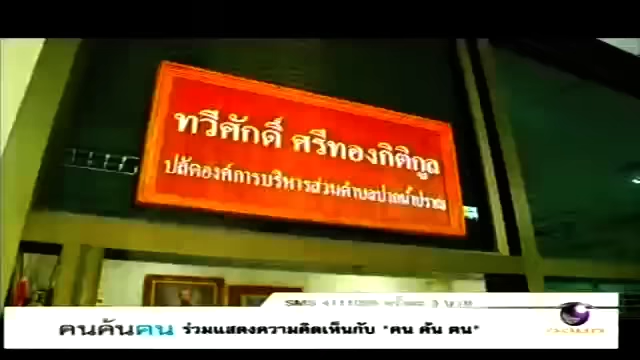 ทวีศักดิ์ ศรีทองกิติกูล
ปลัดองค์การบริหารส่วนตำบลปากน้ำปราณ
SMS
คนค้นฅน ร่วมแสดงความคิดเห็นกับ "คน ค้น ฅน"